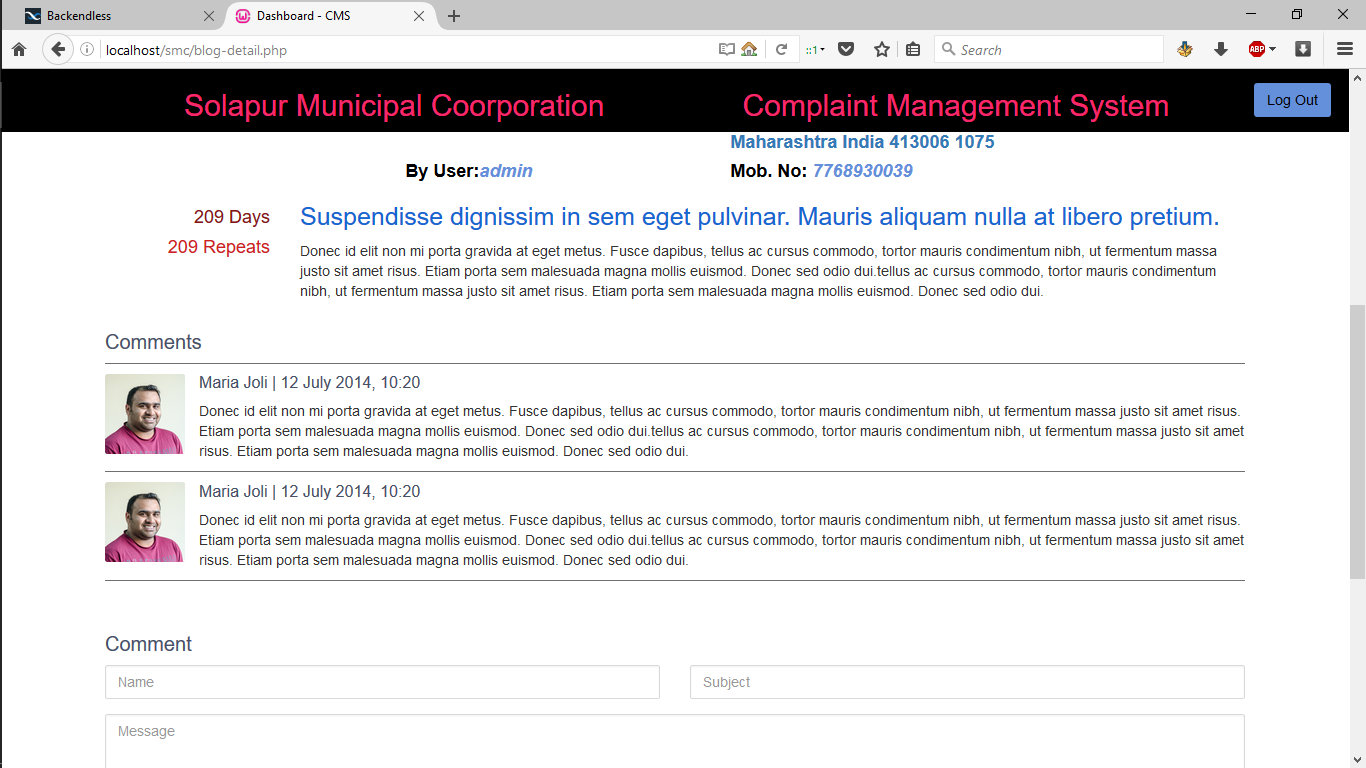 Backendless
Dashboard - CMS
localhost/smc/blog-detail.php
::1
Search
ABP
Solapur Municipal Coorporation
Complaint Management System
Log Out
Maharashtra India 413006 1075
By User:admin
Mob. No: 7768930039
209 Days
209 Repeats
Suspendisse dignissim in sem eget pulvinar. Mauris aliquam nulla at libero pretium.
Donec id elit non mi porta gravida at eget metus. Fusce dapibus, tellus ac cursus commodo, tortor mauris condimentum nibh, ut fermentum massa
justo sit amet risus. Etiam porta sem malesuada magna mollis euismod. Donec sed odio dui.tellus ac cursus commodo, tortor mauris condimentum
nibh, ut fermentum massa justo sit amet risus. Etiam porta sem malesuada magna mollis euismod. Donec sed odio dui.
Comments
Maria Joli | 12 July 2014, 10:20
Donec id elit non mi porta gravida at eget metus. Fusce dapibus, tellus ac cursus commodo, tortor mauris condimentum nibh, ut fermentum massa justo sit amet risus.
Etiam porta sem malesuada magna mollis euismod. Donec sed odio dui.tellus ac cursus commodo, tortor mauris condimentum nibh, ut fermentum massa justo sit amet
risus. Etiam porta sem malesuada magna mollis euismod. Donec sed odio dui.
Maria Joli | 12 July 2014, 10:20
Donec id elit non mi porta gravida at eget metus. Fusce dapibus, tellus ac cursus commodo, tortor mauris condimentum nibh, ut fermentum massa justo sit amet risus.
Etiam porta sem malesuada magna mollis euismod. Donec sed odio dui.tellus ac cursus commodo, tortor mauris condimentum nibh, ut fermentum massa justo sit amet
risus. Etiam porta sem malesuada magna mollis euismod. Donec sed odio dui.
Comment
Name
Subject
Message